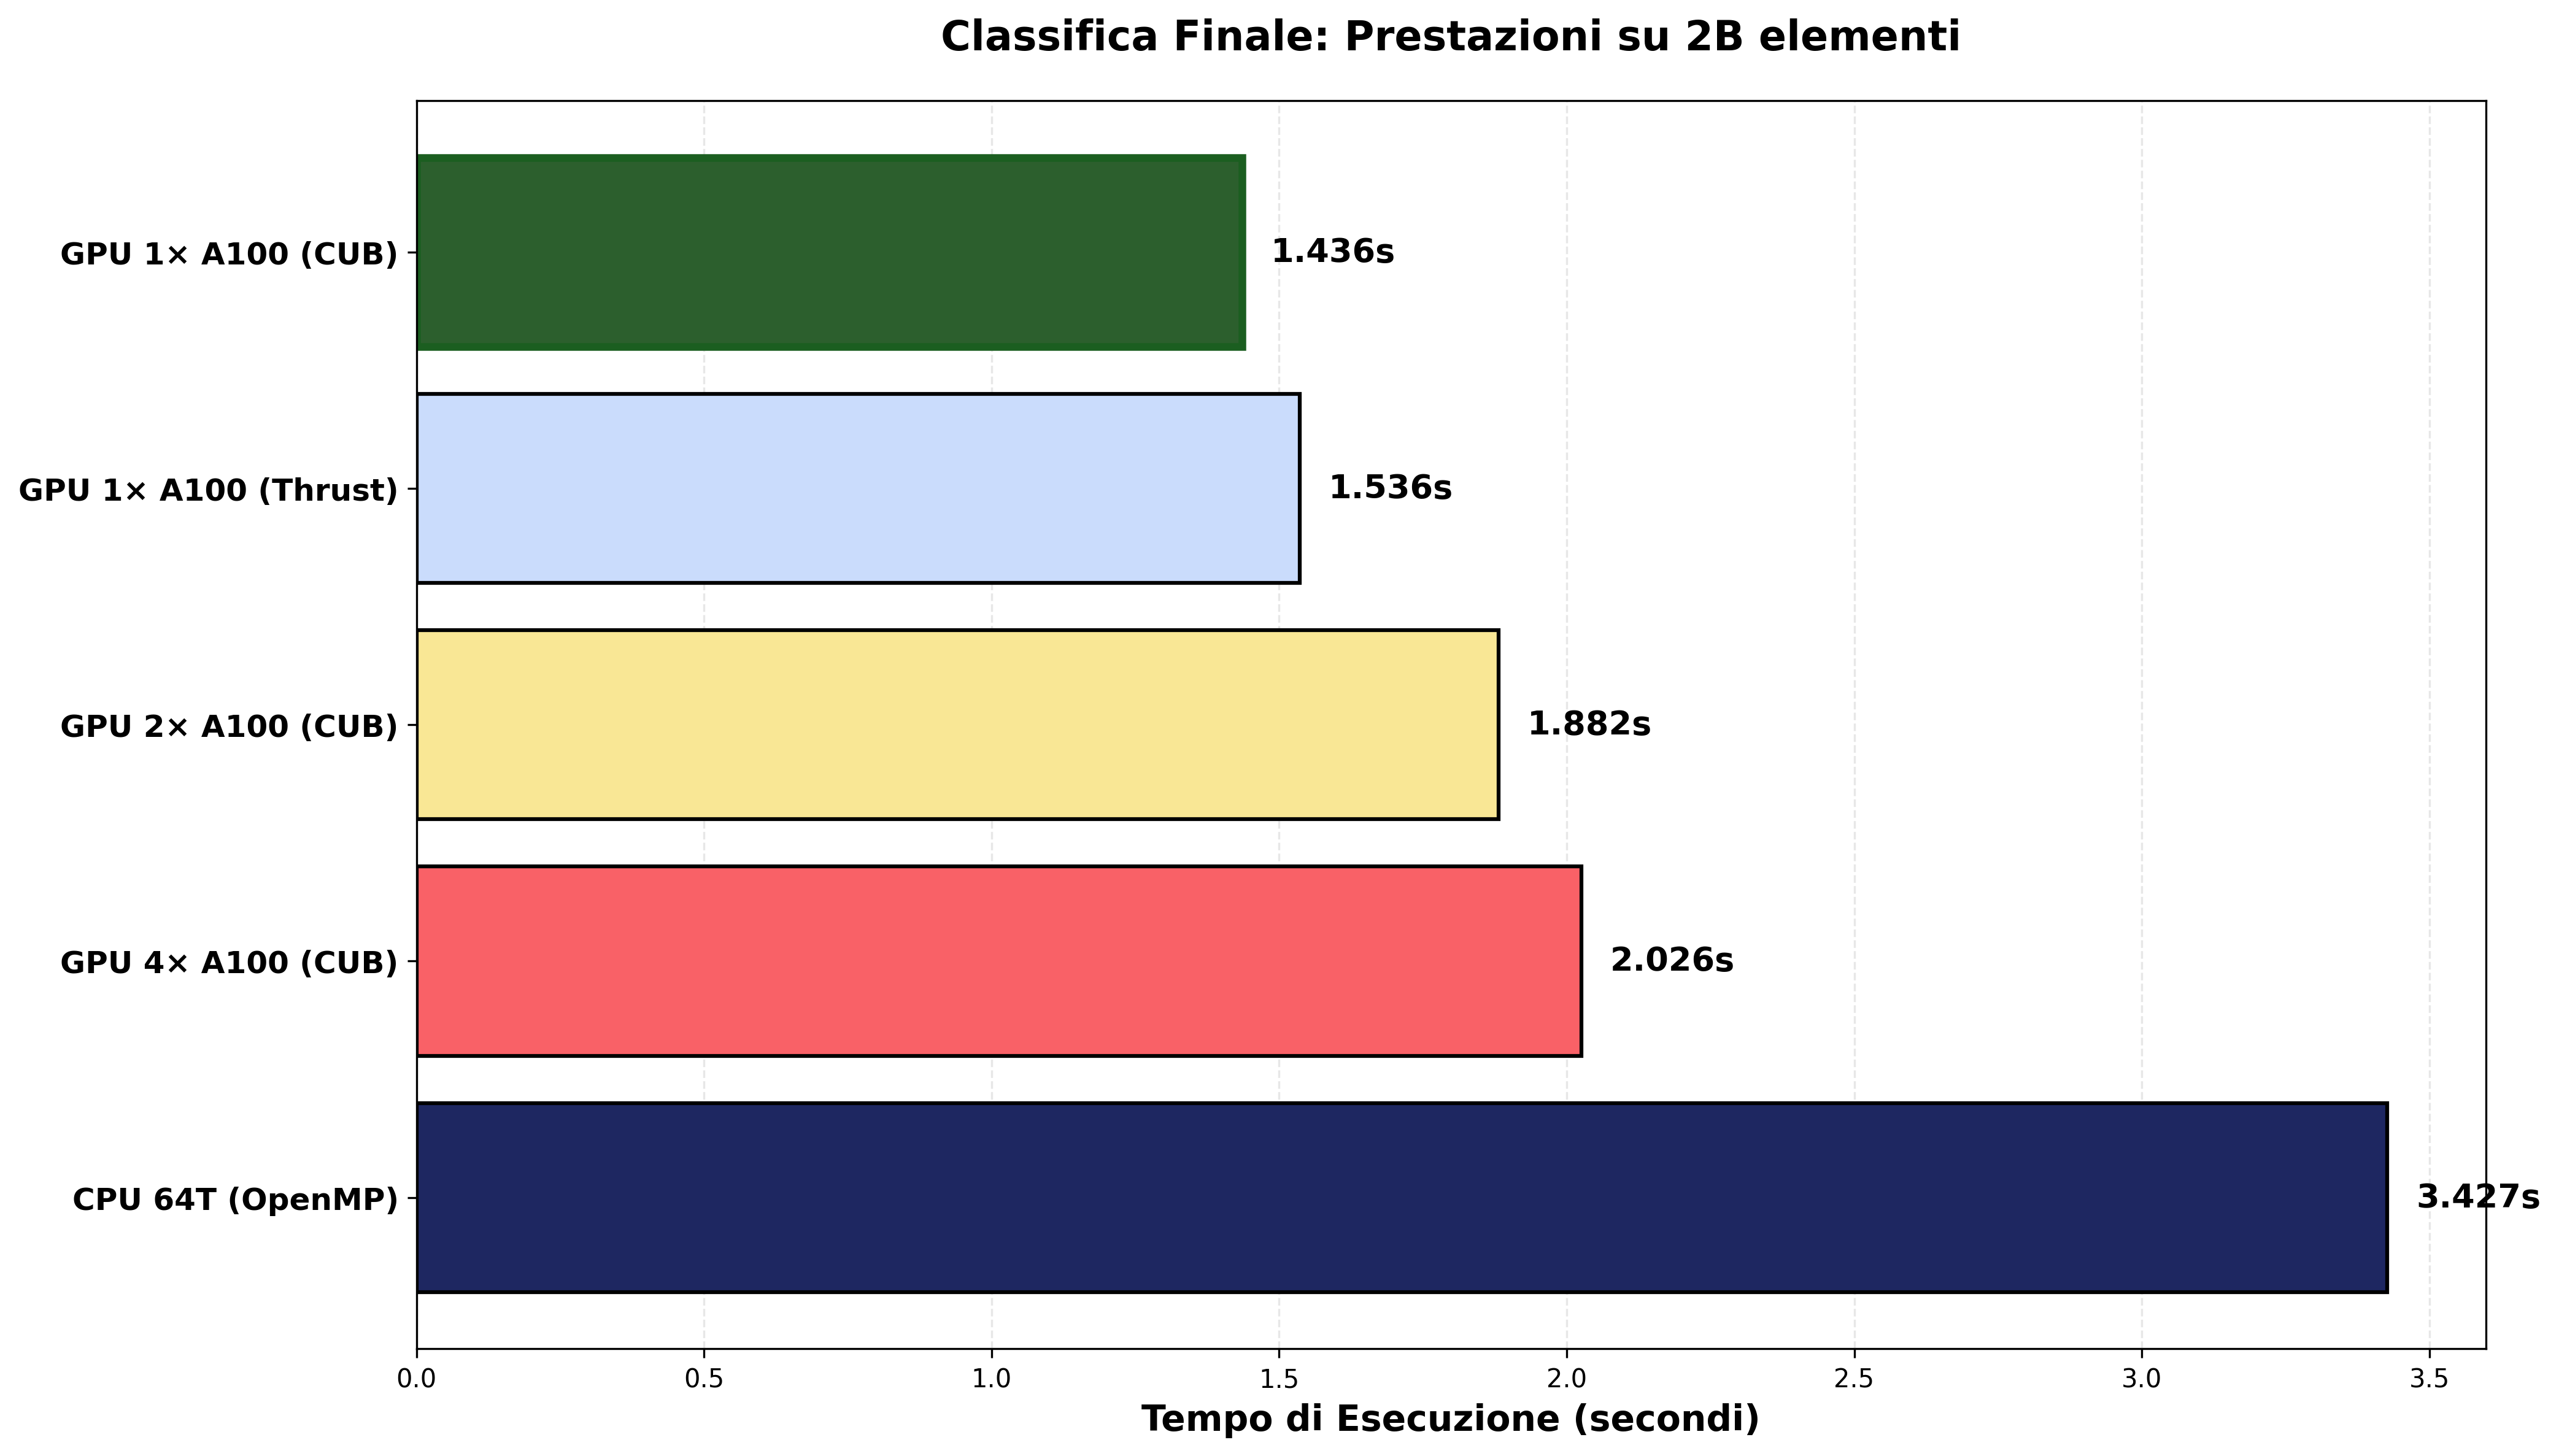 Classifica Finale: Prestazioni su 2B elementi
GPU 1× A100 (CUB)
1.436s
GPU 1× A100 (Thrust)
1.536s
GPU 2× A100 (CUB)
1.882s
GPU 4× A100 (CUB)
2.026s
CPU 64T (OpenMP)
3.427s
0.0 0.5 1.0 1.5 2.0 2.5 3.0 3.5
Tempo di Esecuzione (secondi)